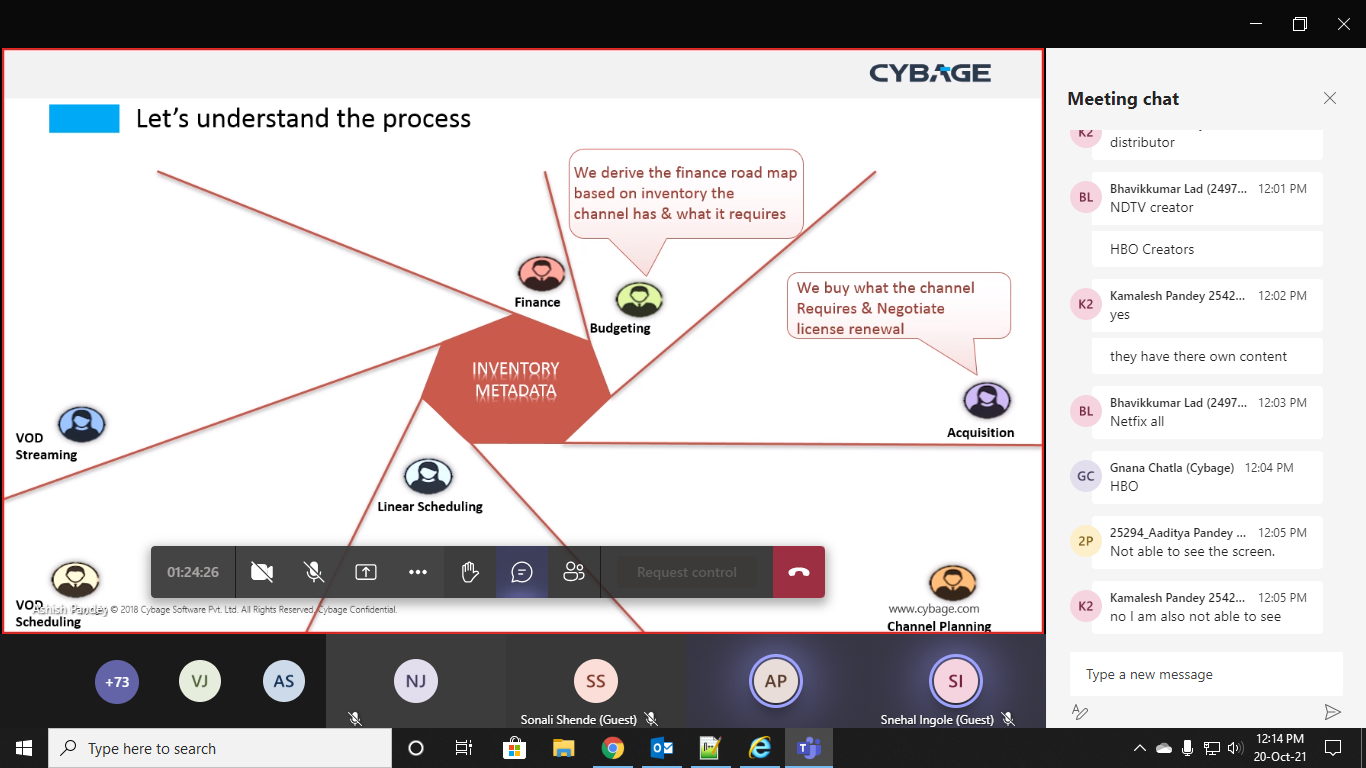 CYBAGE
Let's understand the process
We derive the finance road map
based on inventory the
channel has & what it requires
Finance
Budgeting
We buy what the channel
Requires & Negotiate
license renewal
INVENTORY
METADATA
Acquisition
VOD
Streaming
Linear Scheduling
VOD
Scheduling
Channel Planning
01:24:26
Request control
Ashish Pandey
© 2018 Cybage Software Pvt. Ltd. All Rights Reserved. Cybage Confidential.
www.cybage.com
+73
VJ
AS
NJ
SS
Sonali Shende (Guest)
AP
SI
Snehal Ingole (Guest)
Meeting chat
K2
distributor
BL
Bhavikkumar Lad (2497... 12:01 PM
NDTV creator
HBO Creators
K2
Kamalesh Pandey 2542... 12:02 PM
yes
they have there own content
BL
Bhavikkumar Lad (2497... 12:03 PM
Netfix all
GC
Gnana Chatla (Cybage) 12:04 PM
HBO
2P
25294_Aaditya Pandey ... 12:05 PM
Not able to see the screen.
K2
Kamalesh Pandey 2542... 12:05 PM
no I am also not able to see
Type a new message
Type here to search
12:14 PM
20-Oct-21